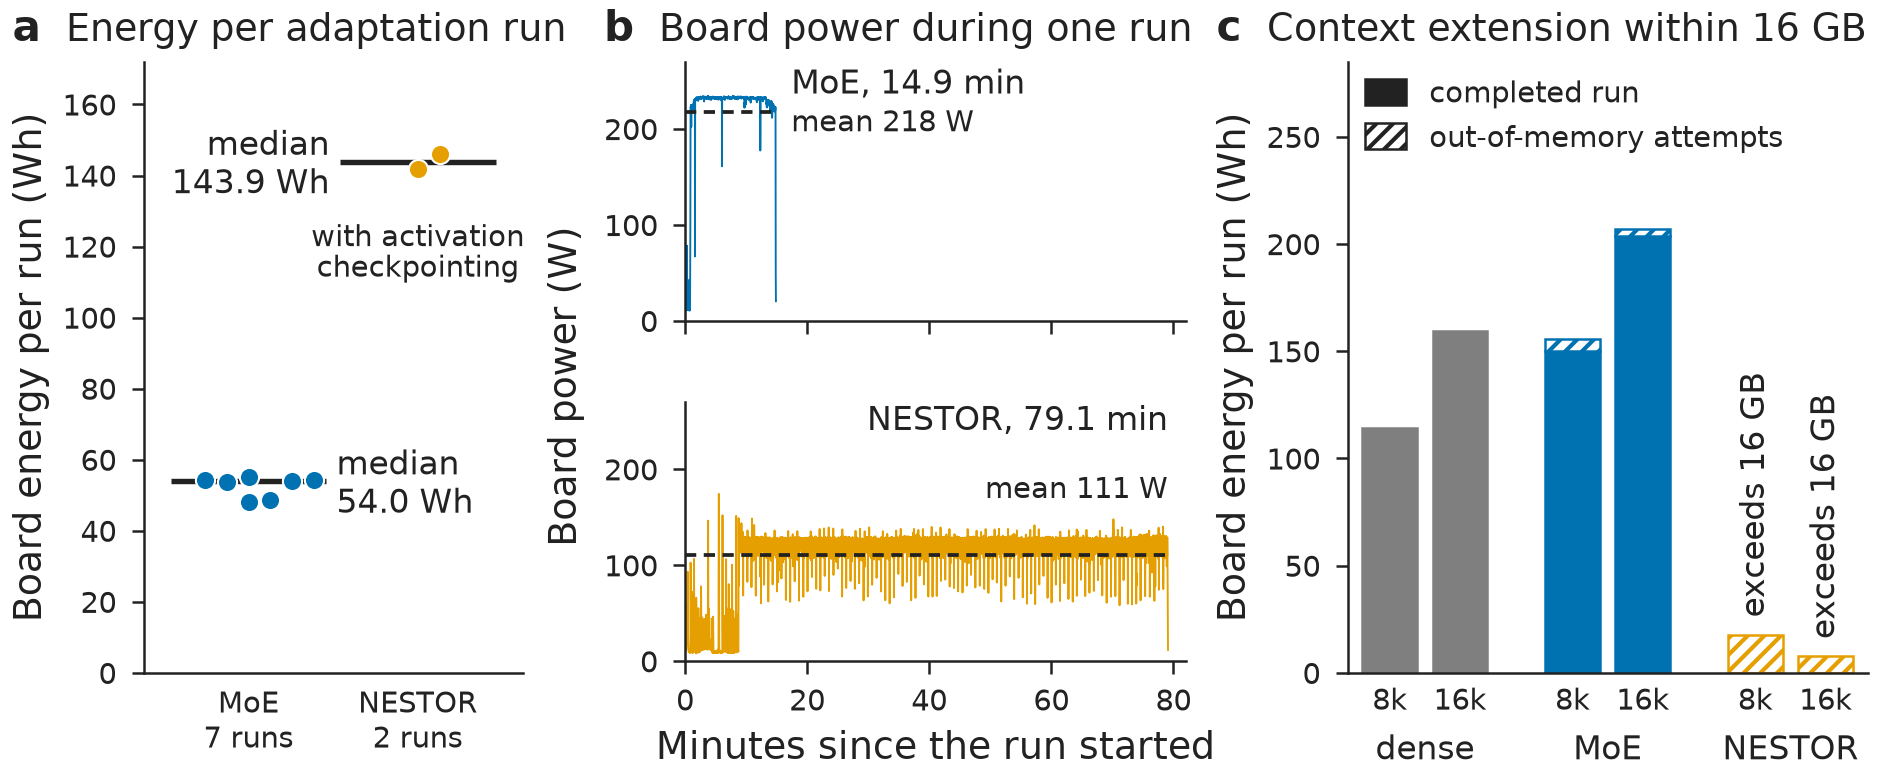 a Energy per adaptation run
Board energy per run (Wh)
160
140
120
100
80
60
40
20
0
median
143.9 Wh
with activation
checkpointing
median
54.0 Wh
MoE
7 runs
NESTOR
2 runs
b Board power during one run
Board power (W)
200
100
0
MoE, 14.9 min
mean 218 W
200
100
0
NESTOR, 79.1 min
mean 111 W
0 20 40 60 80
Minutes since the run started
c Context extension within 16 GB
Board energy per run (Wh)
250
200
150
100
50
0
completed run
out-of-memory attempts
exceeds 16 GB
exceeds 16 GB
8k 16k 8k 16k 8k 16k
dense MoE NESTOR